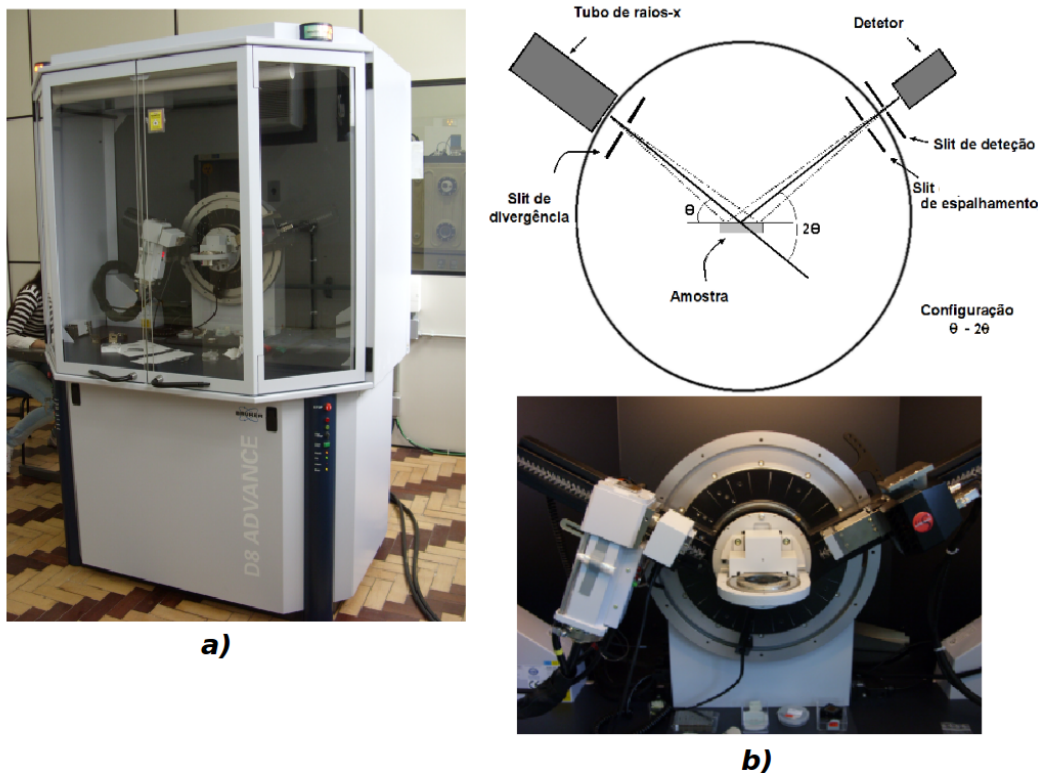 Tubo de raios-x
Detetor
Slit de deteção
Slit
de espalhamento
Slit de
divergência
θ
2θ
Amostra
Configuração
θ - 2θ
BRUKER
D8 ADVANCE
a)
b)